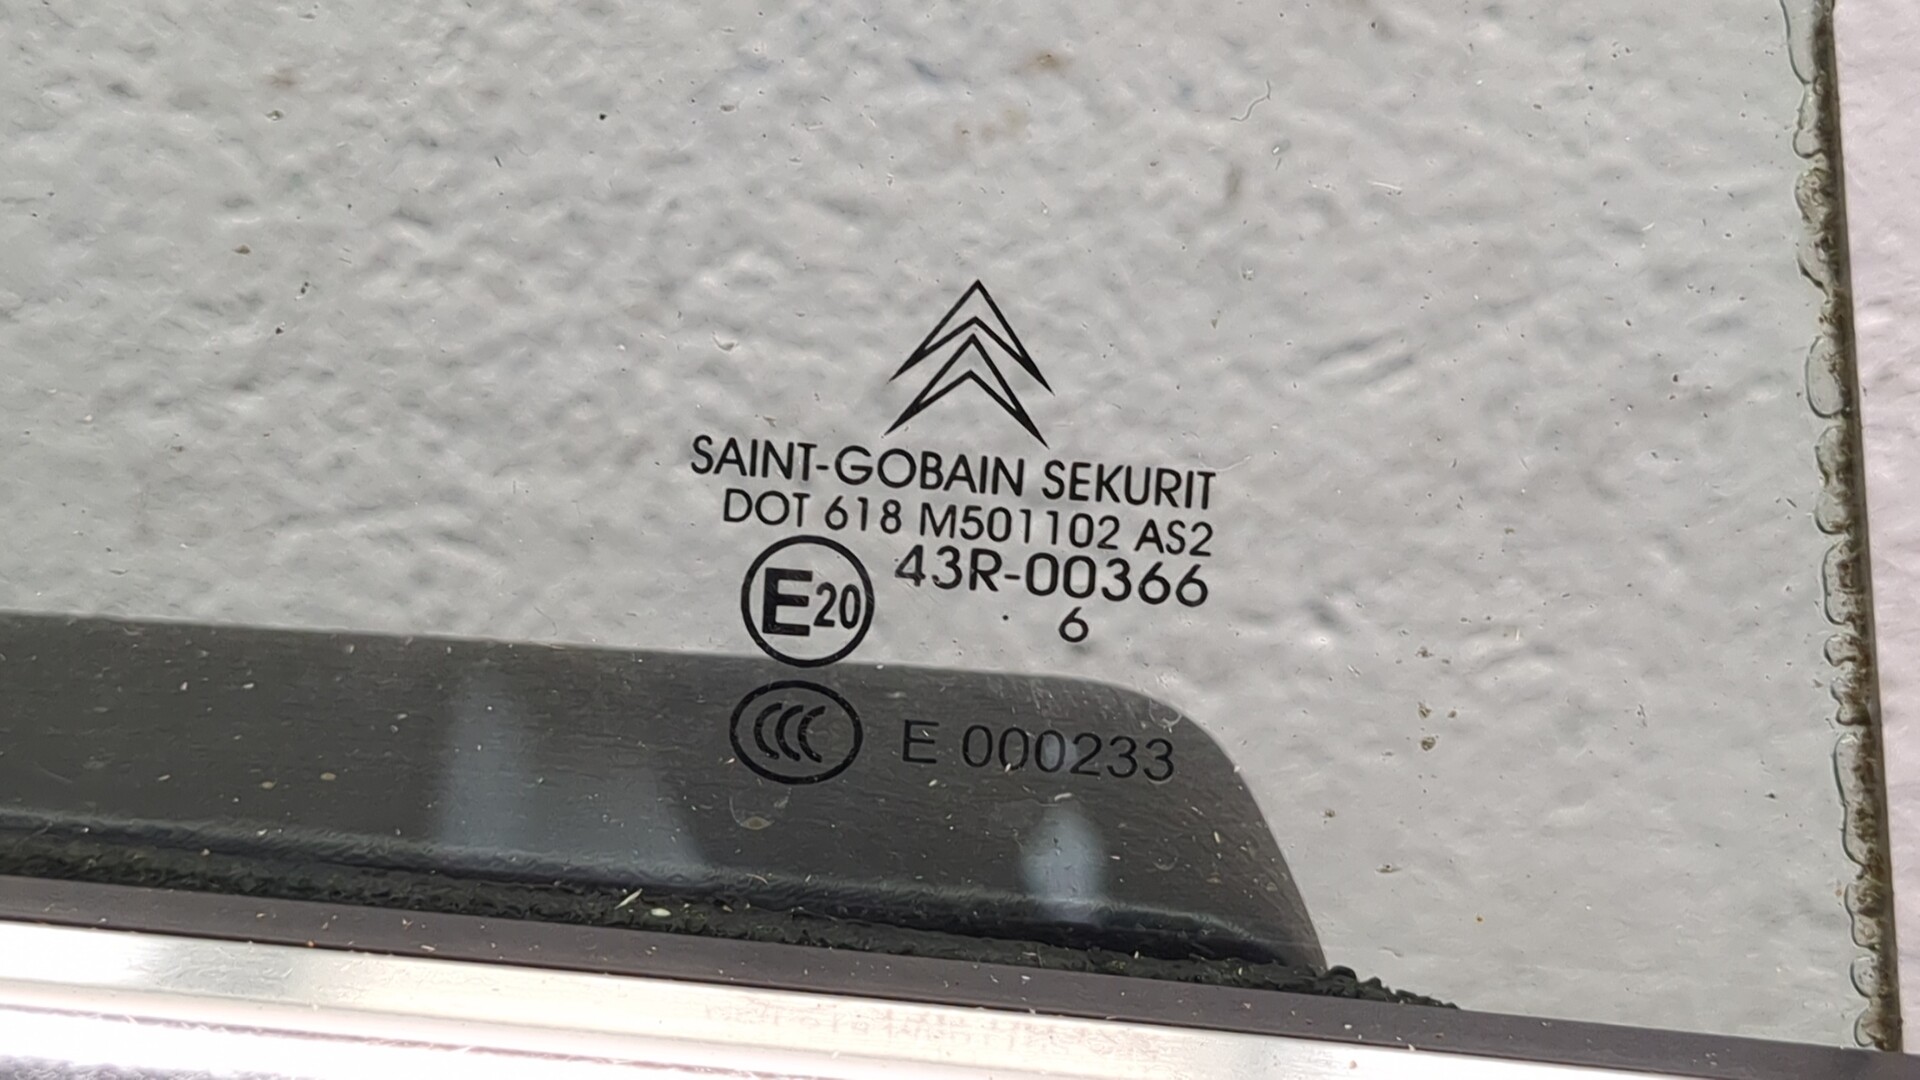 SAINT-GOBAIN SEKURIT
DOT 618 M501102 AS2
E20 43R-00366
. 6
CCC E 000233